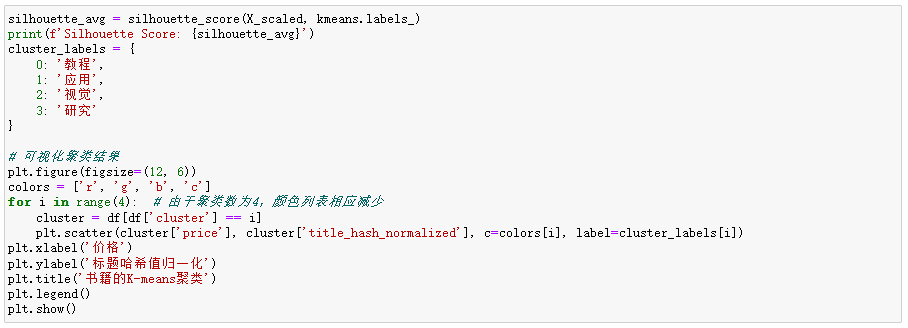 silhouette_avg = silhouette_score(X_scaled, kmeans.labels_)
print(f'Silhouette Score: {silhouette_avg}')
cluster_labels = {
    0: '教程',
    1: '应用',
    2: '视觉',
    3: '研究'
}

# 可视化聚类结果
plt.figure(figsize=(12, 6))
colors = ['r', 'g', 'b', 'c']
for i in range(4):  # 由于聚类数为4，颜色列表相应减少
    cluster = df[df['cluster'] == i]
    plt.scatter(cluster['price'], cluster['title_hash_normalized'], c=colors[i], label=cluster_labels[i])
plt.xlabel('价格')
plt.ylabel('标题哈希值归一化')
plt.title('书籍的K-means聚类')
plt.legend()
plt.show()